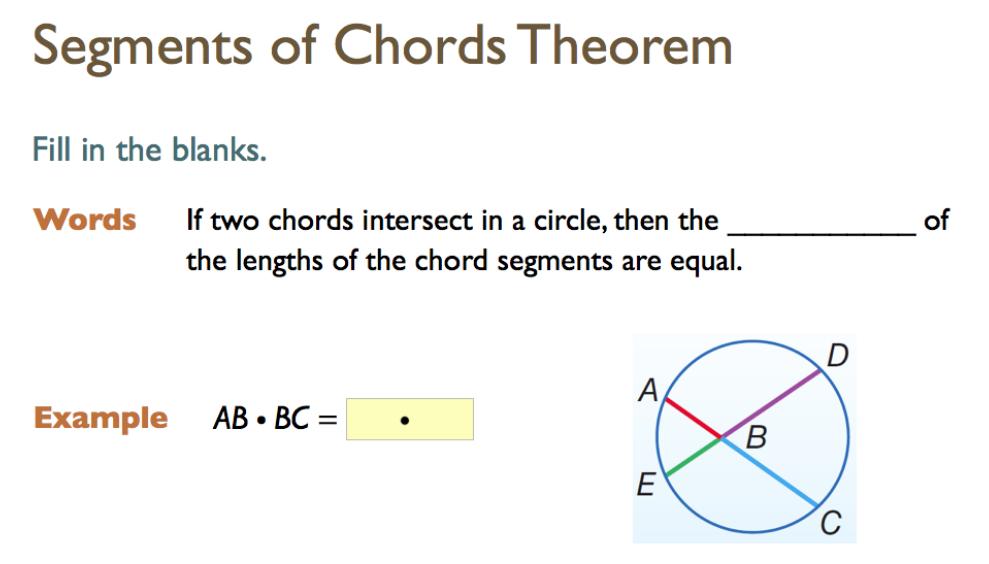 Segments of Chords Theorem
Fill in the blanks.
Words If two chords intersect in a circle, then the ____________ of
the lengths of the chord segments are equal.
Example AB • BC = •
D
A
B
E
C